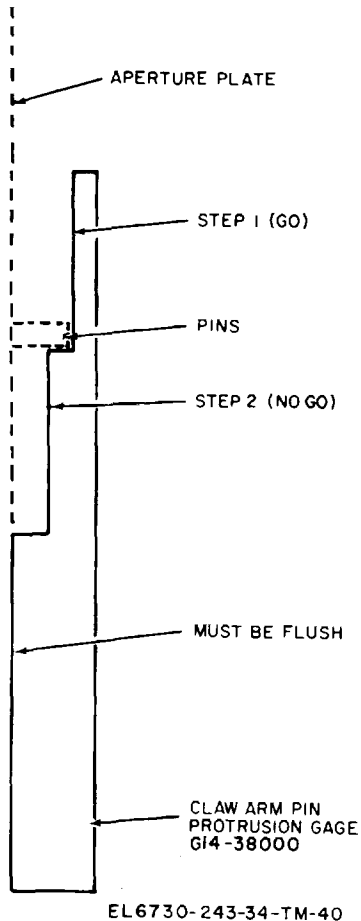 APERTURE PLATE
STEP 1 (GO)
PINS
STEP 2 (NO GO)
MUST BE FLUSH
CLAW ARM PIN
PROTRUSION GAGE
G14-38000
EL6730-243-34-TM-40